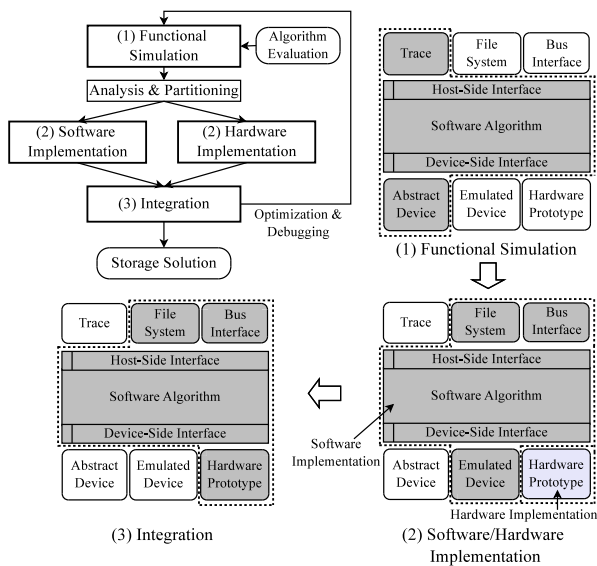 (1) Functional
Simulation
Algorithm
Evaluation
Analysis & Partitioning
(2) Software
Implementation
(2) Hardware
Implementation
(3) Integration
Optimization &
Debugging
Storage Solution
Trace
File
System
Bus
Interface
Host-Side Interface
Software Algorithm
Device-Side Interface
Abstract
Device
Emulated
Device
Hardware
Prototype
(1) Functional Simulation
Trace
File
System
Bus
Interface
Host-Side Interface
Software Algorithm
Device-Side Interface
Abstract
Device
Emulated
Device
Hardware
Prototype
(3) Integration
Trace
File
System
Bus
Interface
Host-Side Interface
Software Algorithm
Device-Side Interface
Software
Implementation
Abstract
Device
Emulated
Device
Hardware
Prototype
Hardware Implementation
(2) Software/Hardware
Implementation